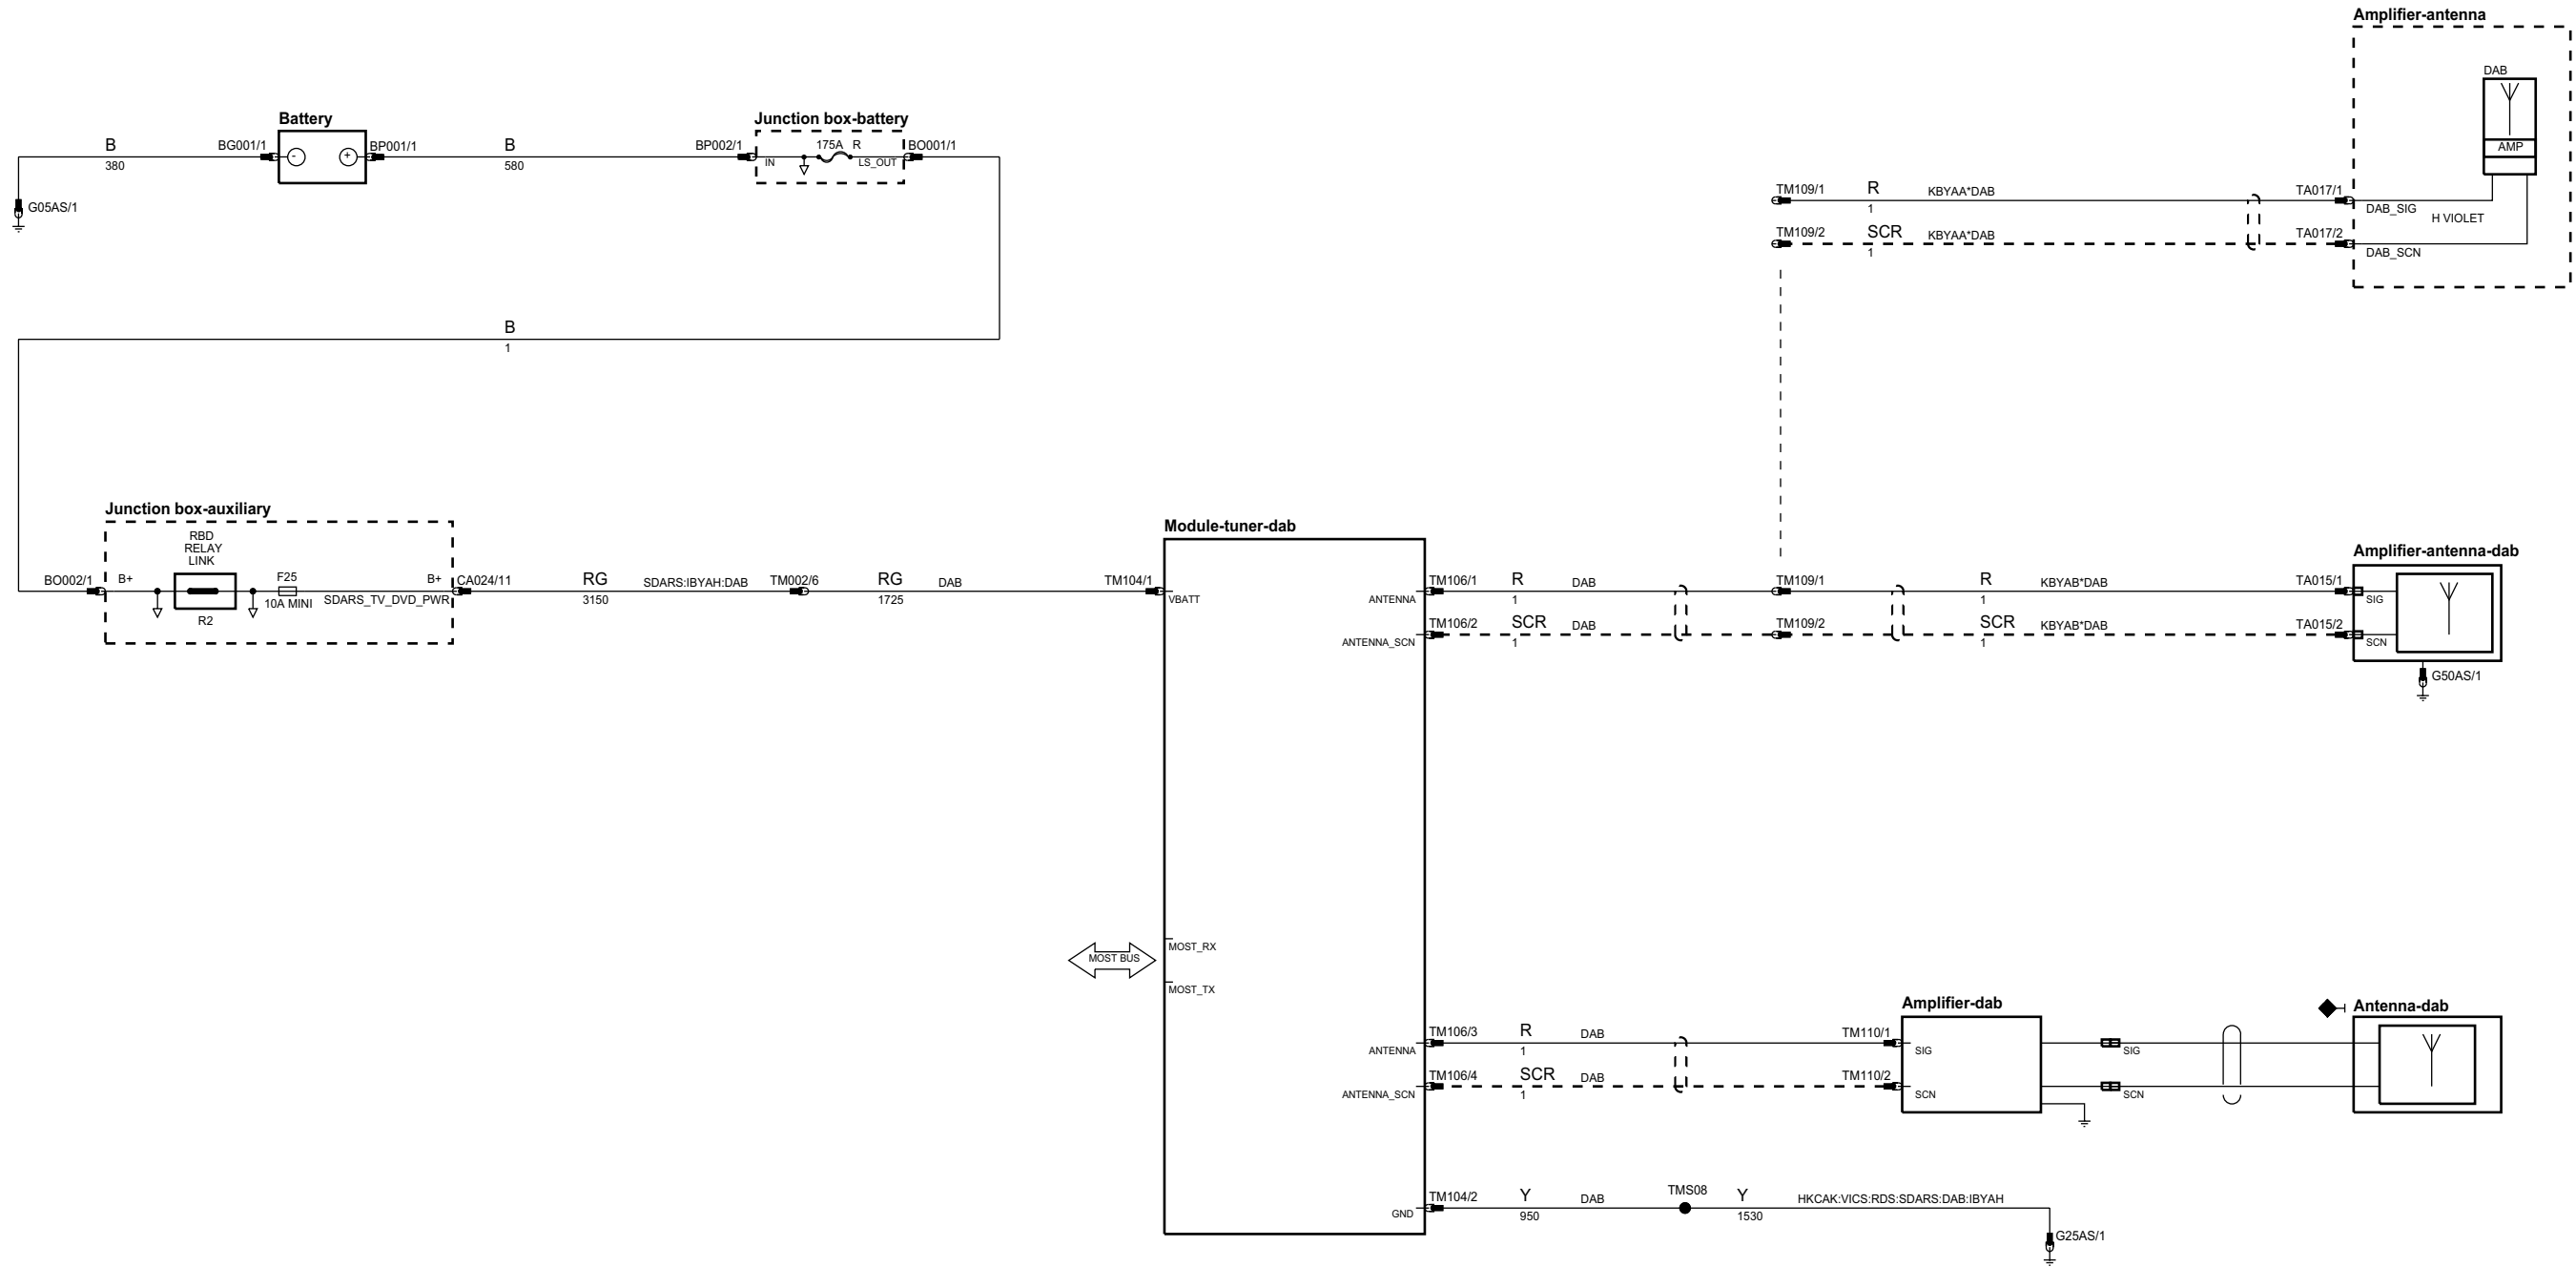 Amplifier-antenna
DAB
AMP
Battery
Junction box-battery
B
380
BG001/1
-
+
BP001/1
B
580
BP002/1
IN
175A R
LS_OUT
BO001/1
G05AS/1
TM109/1
R
1
KBYAA*DAB
TA017/1
DAB_SIG
H VIOLET
TM109/2
SCR
1
KBYAA*DAB
TA017/2
DAB_SCN
B
1
Junction box-auxiliary
RBD
RELAY
LINK
R2
BO002/1
B+
F25
10A MINI
B+
SDARS_TV_DVD_PWR
CA024/11
RG
3150
SDARS:IBYAH:DAB
TM002/6
RG
1725
DAB
TM104/1
Module-tuner-dab
VBATT
ANTENNA
TM106/1
R
1
DAB
TM109/1
R
1
KBYAB*DAB
TA015/1
Amplifier-antenna-dab
SIG
ANTENNA_SCN
TM106/2
SCR
1
DAB
TM109/2
SCR
1
KBYAB*DAB
TA015/2
SCN
G50AS/1
MOST_RX
MOST BUS
MOST_TX
ANTENNA
TM106/3
R
1
DAB
TM110/1
Amplifier-dab
SIG
SIG
Antenna-dab
ANTENNA_SCN
TM106/4
SCR
1
DAB
TM110/2
SCN
SCN
GND
TM104/2
Y
950
DAB
TMS08
Y
1530
HKCAK:VICS:RDS:SDARS:DAB:IBYAH
G25AS/1